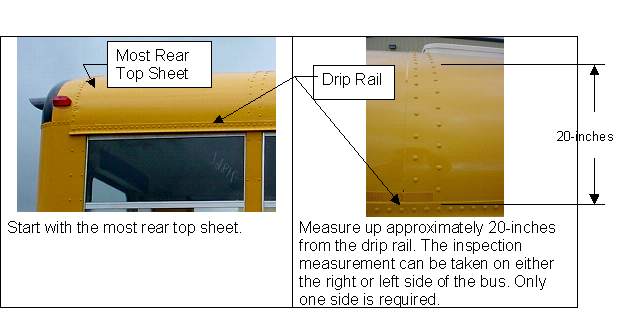 Most Rear
Top Sheet
Drip Rail
20-inches
Start with the most rear top sheet.
Measure up approximately 20-inches
from the drip rail. The inspection
measurement can be taken on either
the right or left side of the bus. Only
one side is required.